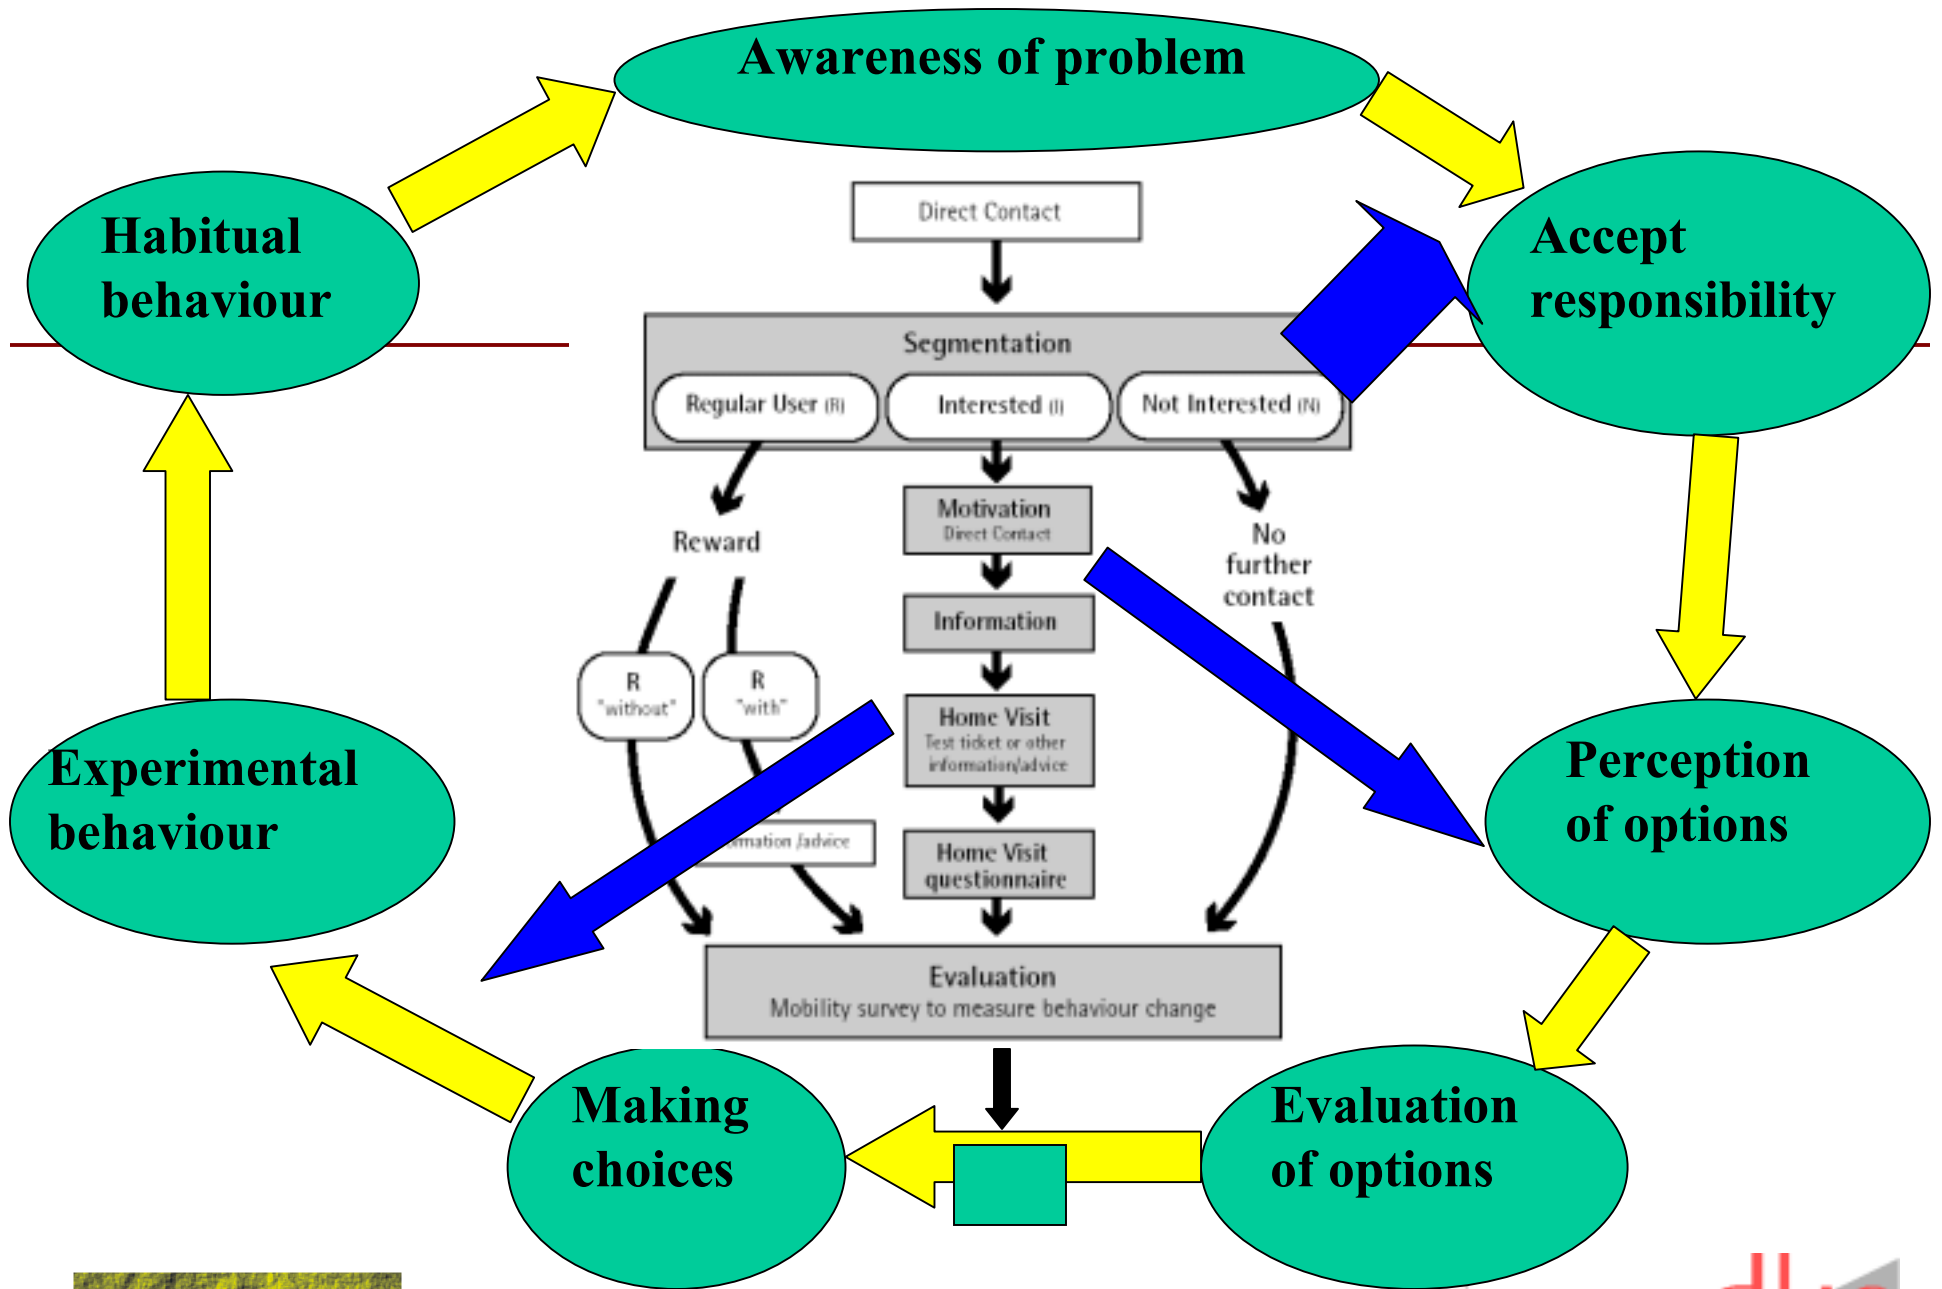 Awareness of problem
Habitual
behaviour
Accept
responsibility
Direct Contact
Segmentation
Regular User (R)
Interested (I)
Not Interested (N)
Motivation
Direct Contact
Reward
No
further
contact
Information
R
"without"
R
"with"
Home Visit
Test ticket or other
information/advice
Experimental
behaviour
Perception
of options
/advice
Home Visit
questionnaire
Evaluation
Mobility survey to measure behaviour change
Making
choices
Evaluation
of options